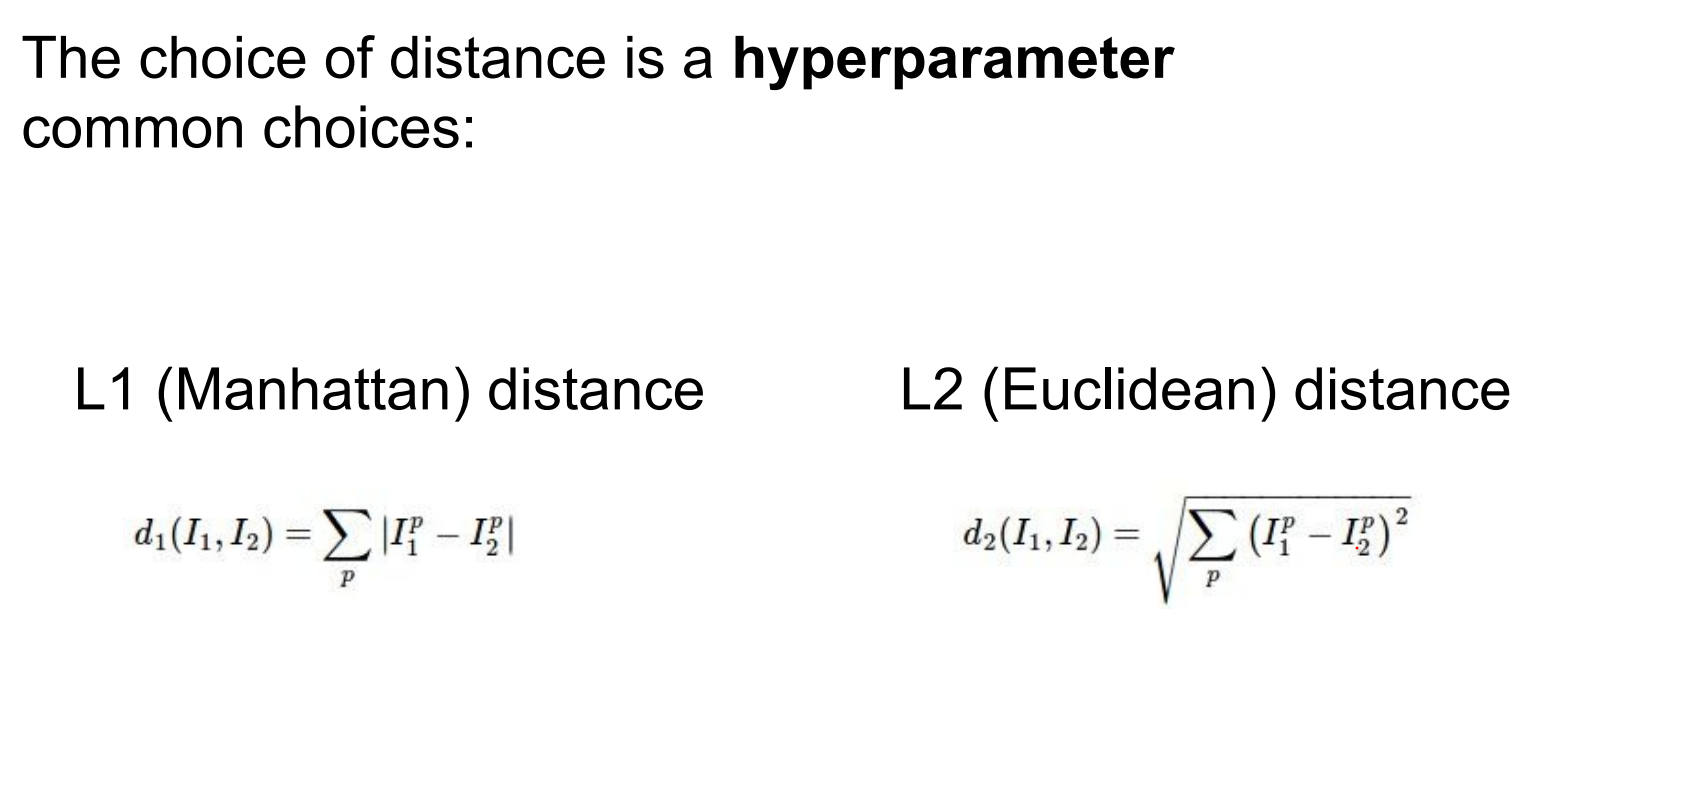 The choice of distance is a hyperparameter
common choices:
L1 (Manhattan) distance
L2 (Euclidean) distance
d₁(I₁, I₂) = ∑ₚ |I₁ᵖ − I₂ᵖ|
d₂(I₁, I₂) = √(∑ₚ (I₁ᵖ − I₂ᵖ)²)